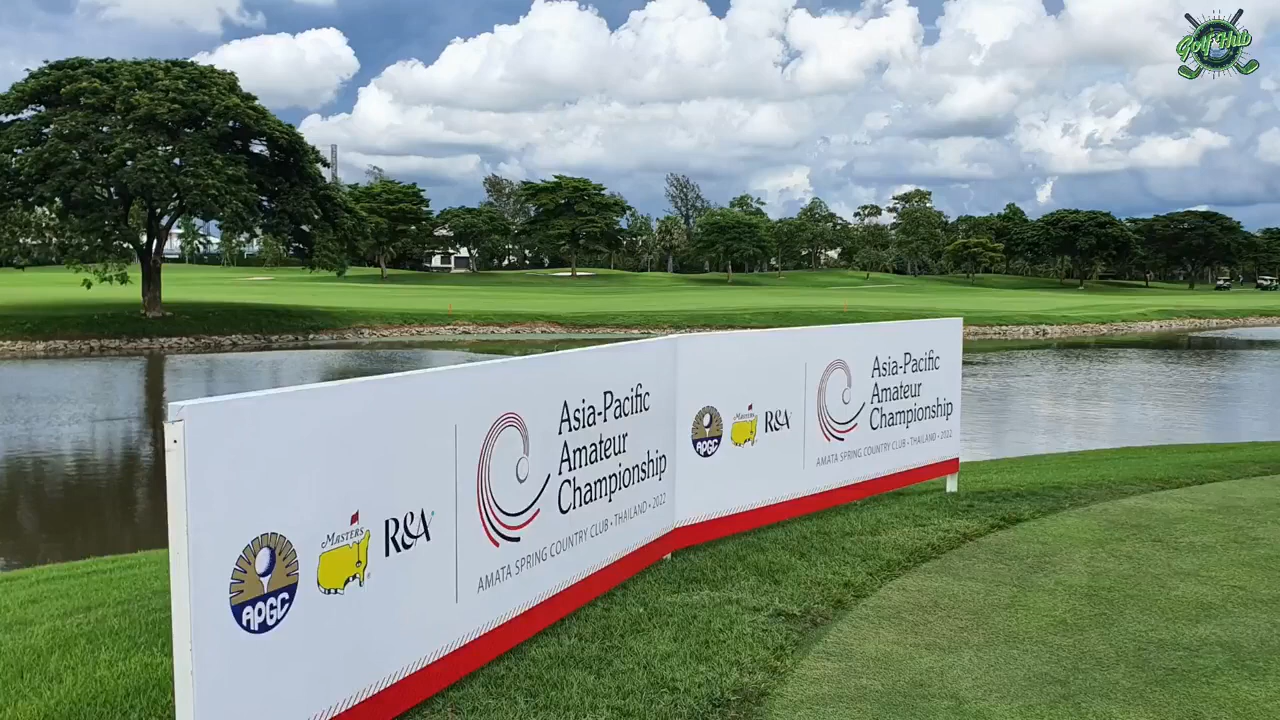 Golf Hub
APGC
MASTERS
R&A
Asia-Pacific
Amateur
Championship
AMATA SPRING COUNTRY CLUB • THAILAND • 2022
APGC
MASTERS
R&A
Asia-Pacific
Amateur
Championship
AMATA SPRING COUNTRY CLUB • THAILAND • 2022